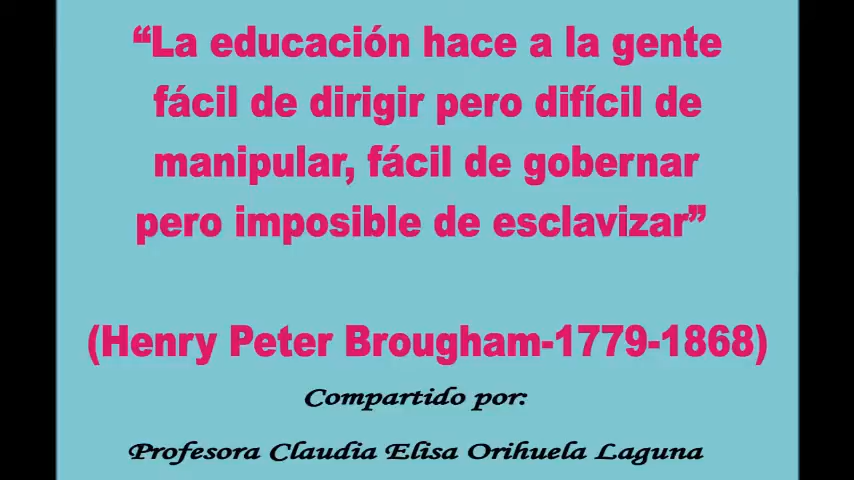 “La educación hace a la gente
fácil de dirigir pero difícil de
manipular, fácil de gobernar
pero imposible de esclavizar”
(Henry Peter Brougham-1779-1868)
Compartido por:
Profesora Claudia Elisa Orihuela Laguna